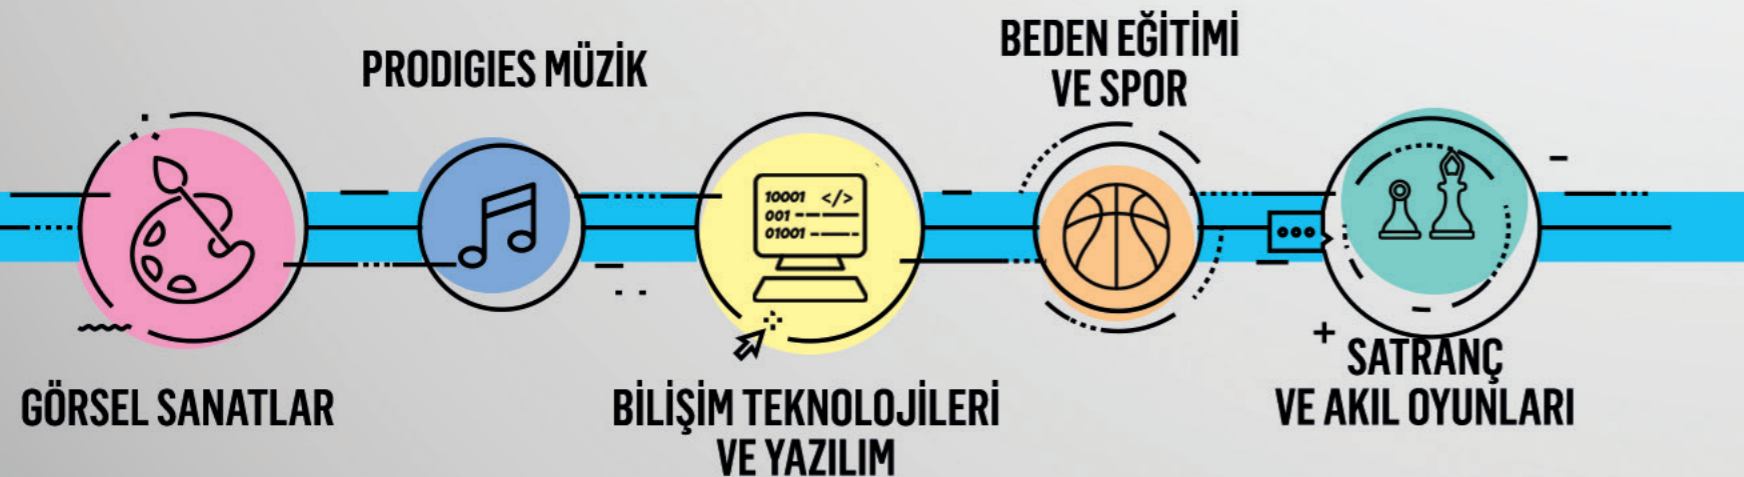 GÖRSEL SANATLAR
PRODIGIES MÜZİK
10001 </>
001
01001
BİLİŞİM TEKNOLOJİLERİ
VE YAZILIM
BEDEN EĞİTİMİ
VE SPOR
SATRANÇ
VE AKIL OYUNLARI